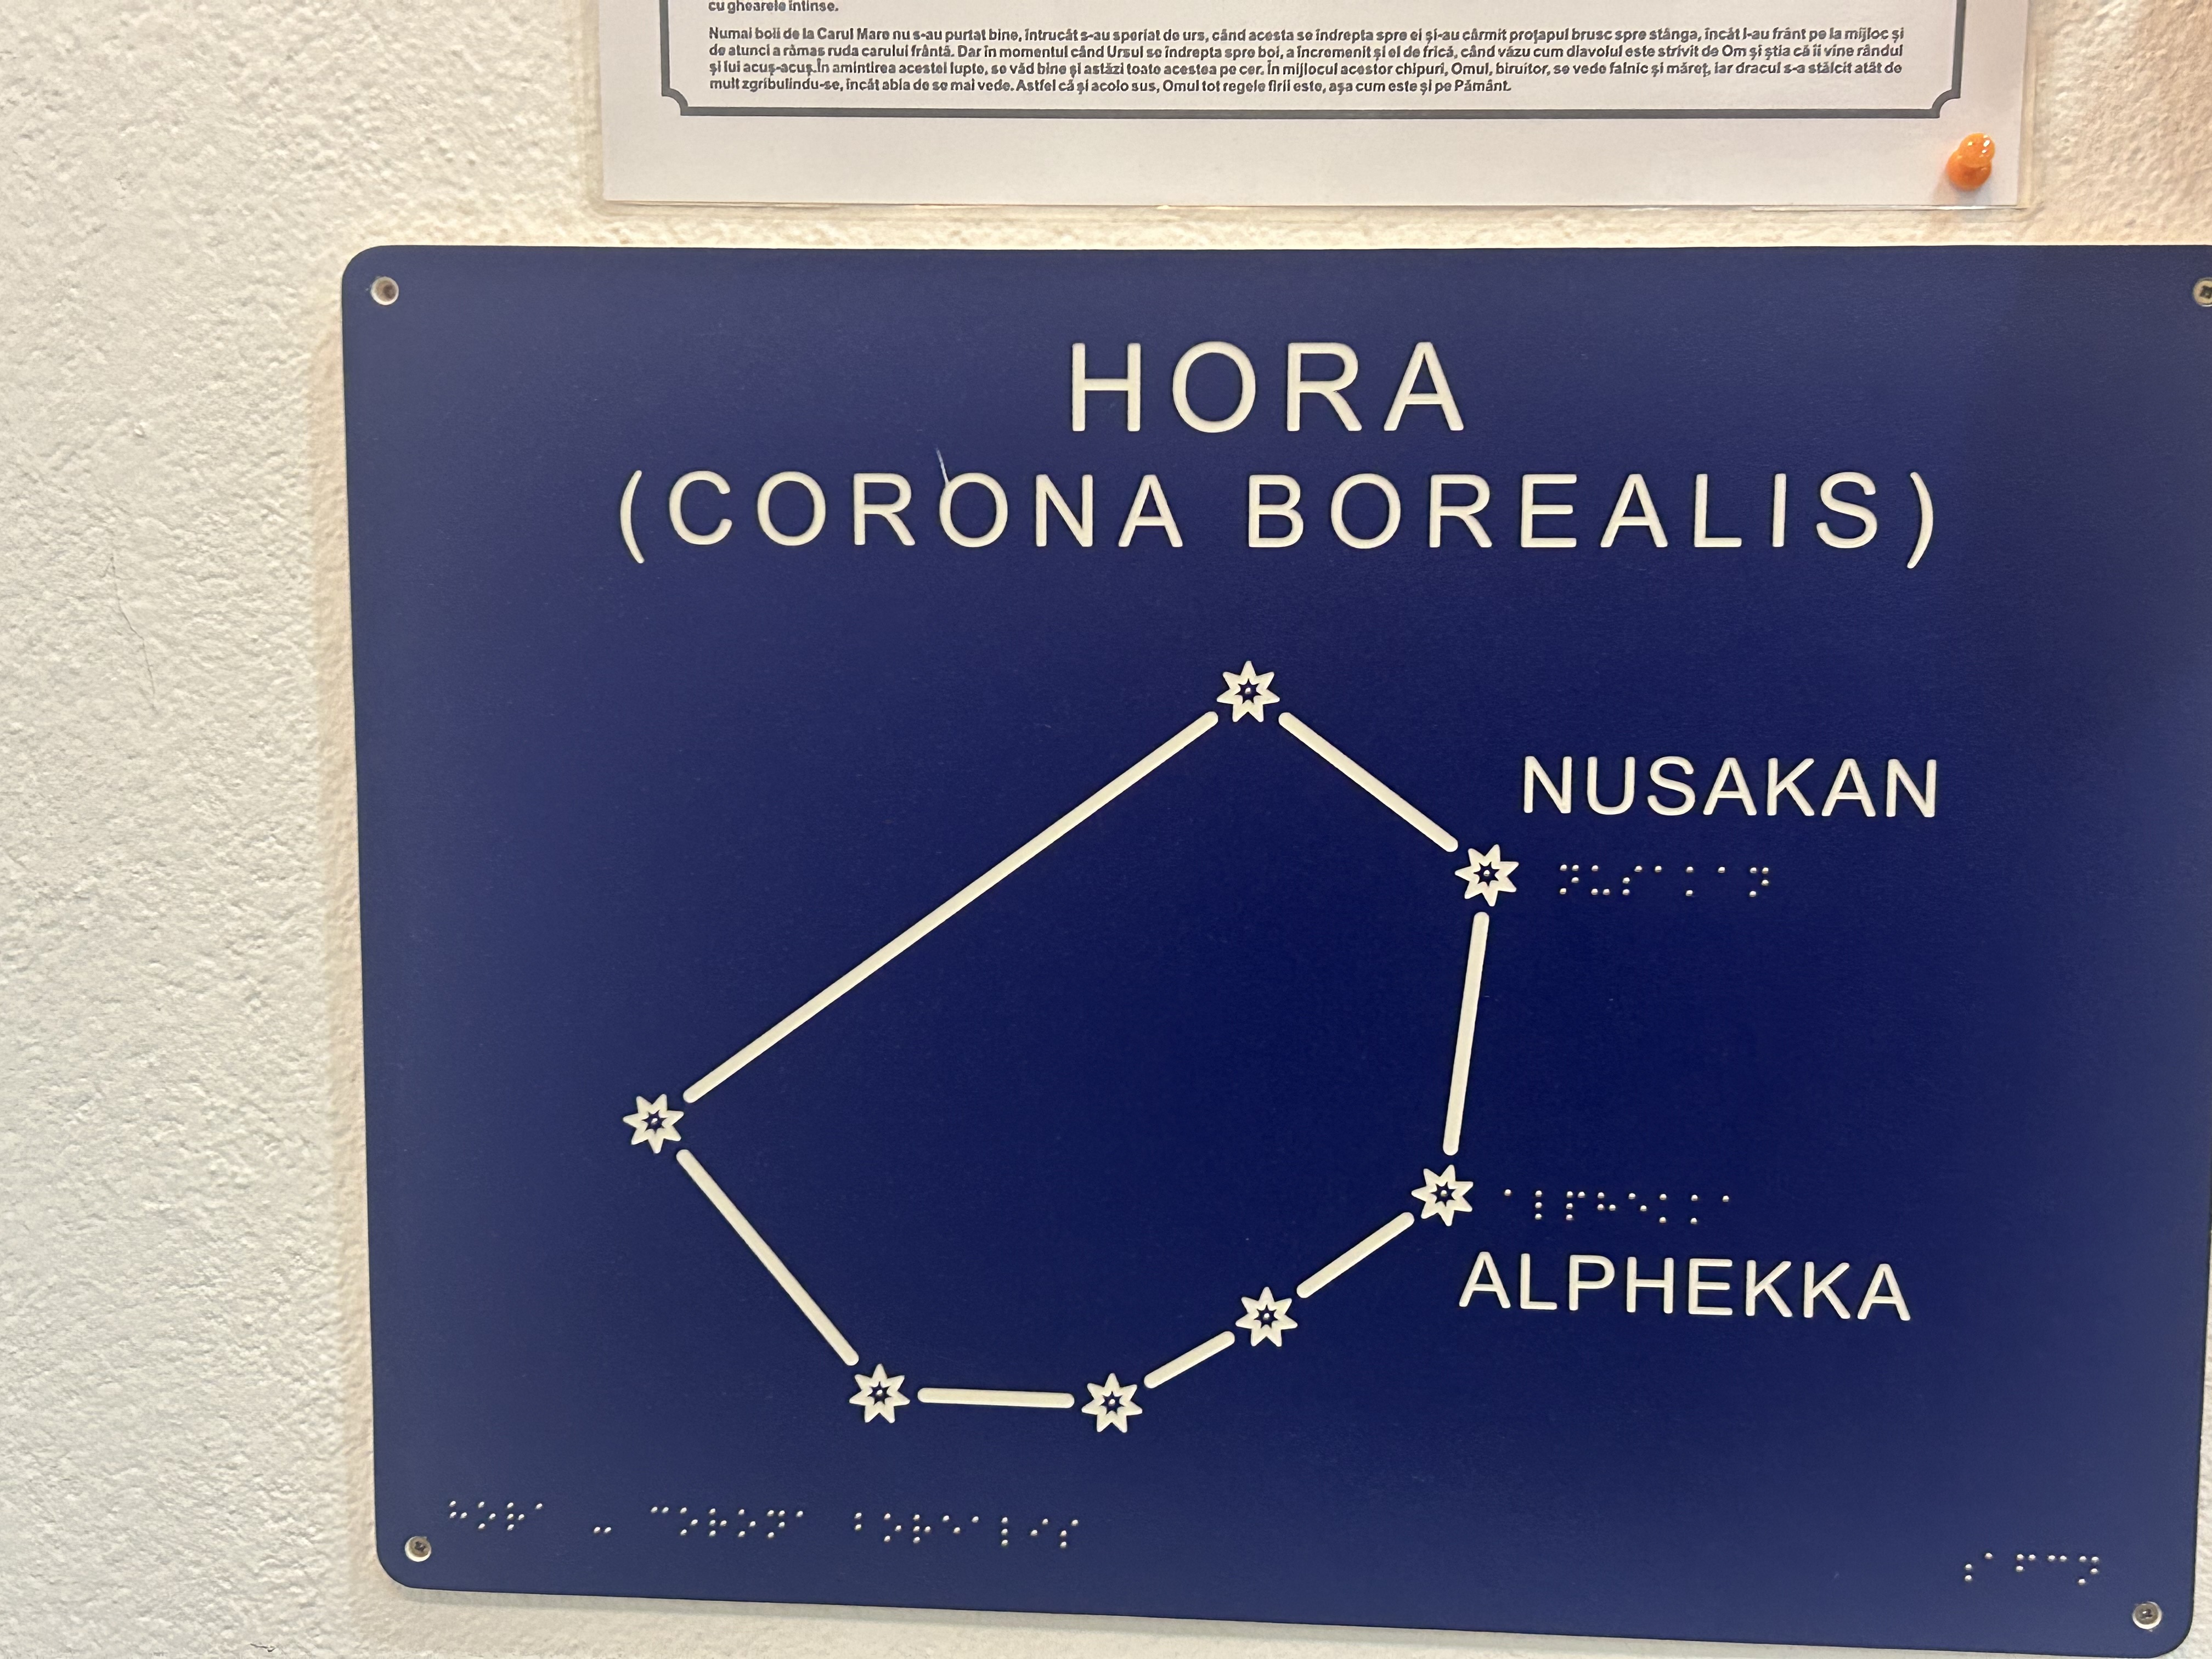 cu ghearele întinse.
Numai boii de la Carul Mare nu s-au purtat bine, întrucât s-au speriat de urs, când acesta se îndrepta spre ei și-au cârmit proțapul brusc spre stânga, încât l-au frânt pe la mijloc și
de atunci a rămas ruda carului frântă. Dar în momentul când Ursul se îndrepta spre boi, a încremenit și el de frică, când văzu cum diavolul este strivit de Om și știa că îi vine rândul
și lui acuș-acuș.În amintirea acestei lupte, se văd bine și astăzi toate acestea pe cer. În mijlocul acestor chipuri, Omul, biruitor, se vede falnic și măreț, iar dracul s-a stâlcit atât de
mult zgribulindu-se, încât abia de se mai vede. Astfel că și acolo sus, Omul tot regele firii este, așa cum este și pe Pământ.
HORA
(CORONA BOREALIS)
NUSAKAN
⠝⠥⠎⠁⠅⠁⠝
⠁⠇⠏⠓⠑⠅⠅⠁
ALPHEKKA
⠓⠕⠗⠁ ⠤ ⠉⠕⠗⠕⠝⠁ ⠃⠕⠗⠑⠁⠇⠊⠎